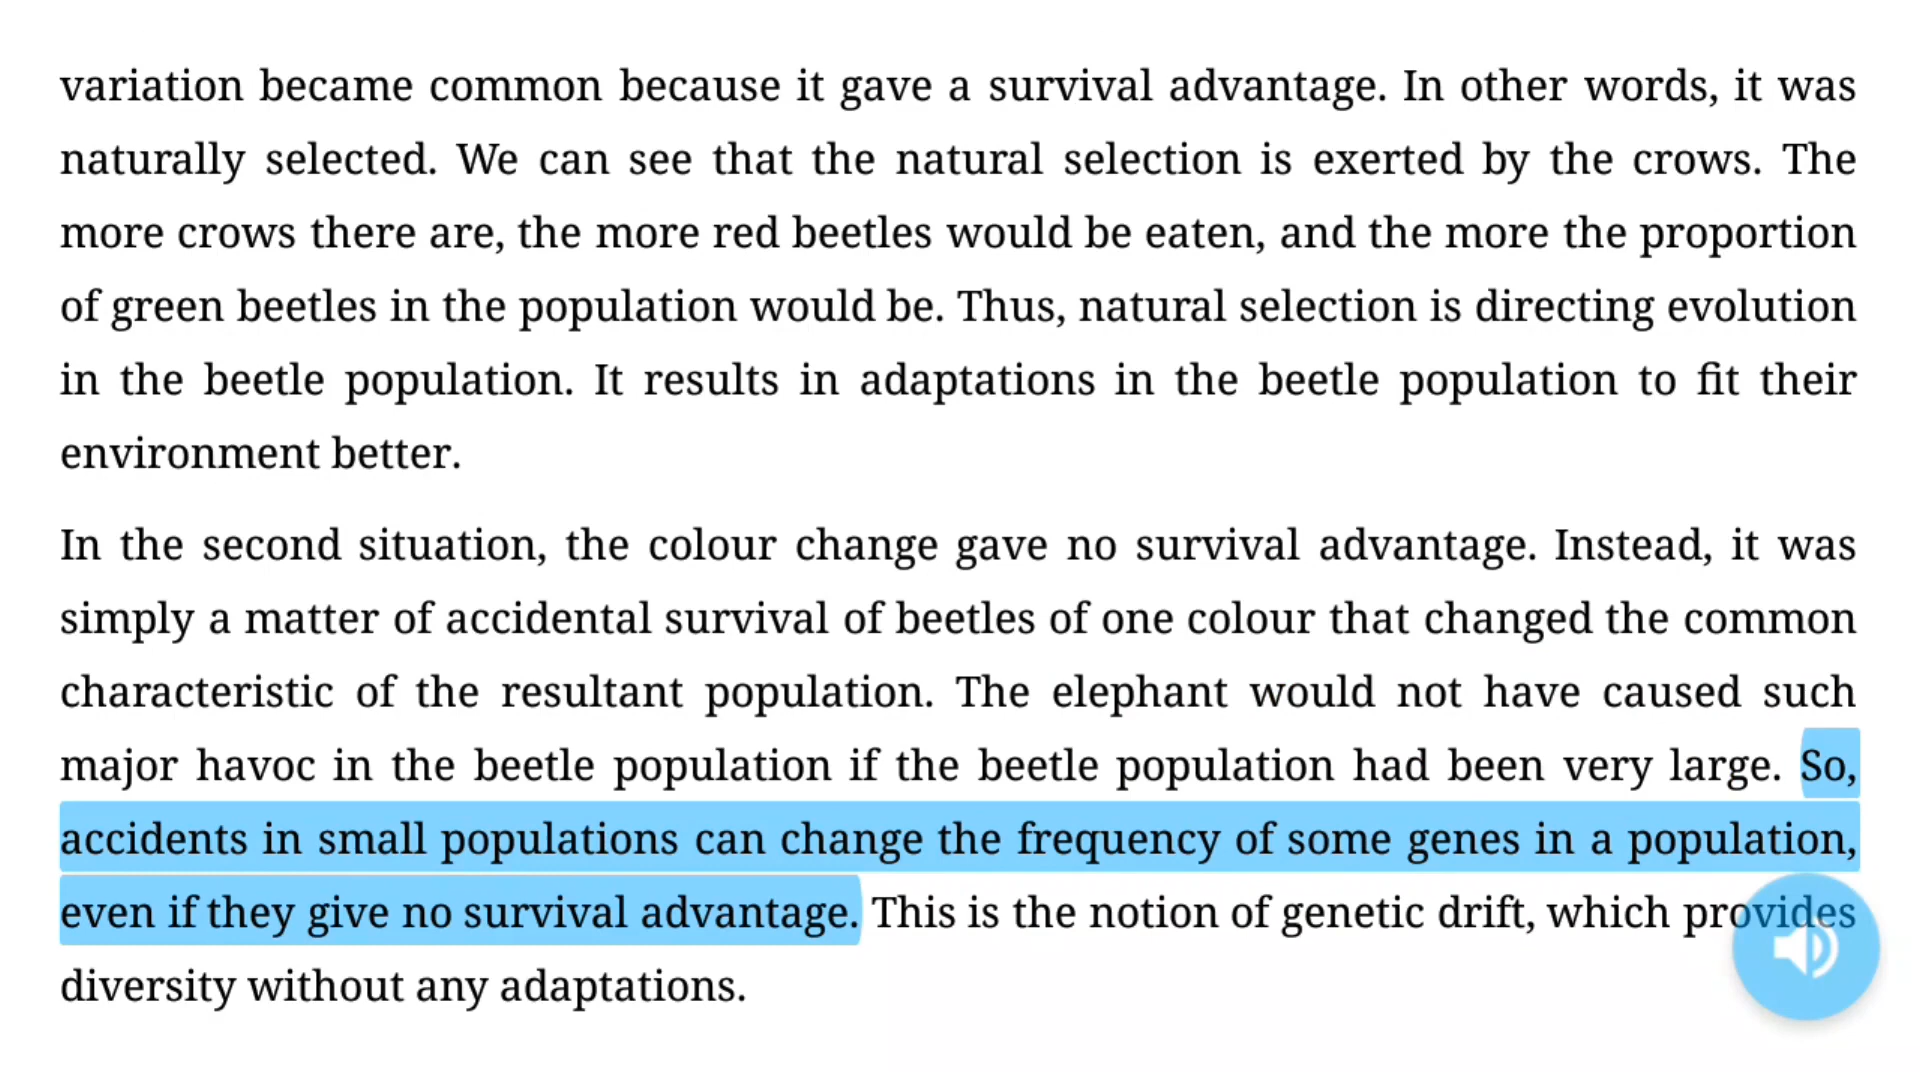 variation became common because it gave a survival advantage. In other words, it was
naturally selected. We can see that the natural selection is exerted by the crows. The
more crows there are, the more red beetles would be eaten, and the more the proportion
of green beetles in the population would be. Thus, natural selection is directing evolution
in the beetle population. It results in adaptations in the beetle population to fit their
environment better.
In the second situation, the colour change gave no survival advantage. Instead, it was
simply a matter of accidental survival of beetles of one colour that changed the common
characteristic of the resultant population. The elephant would not have caused such
major havoc in the beetle population if the beetle population had been very large. So,
accidents in small populations can change the frequency of some genes in a population,
even if they give no survival advantage. This is the notion of genetic drift, which provides
diversity without any adaptations.